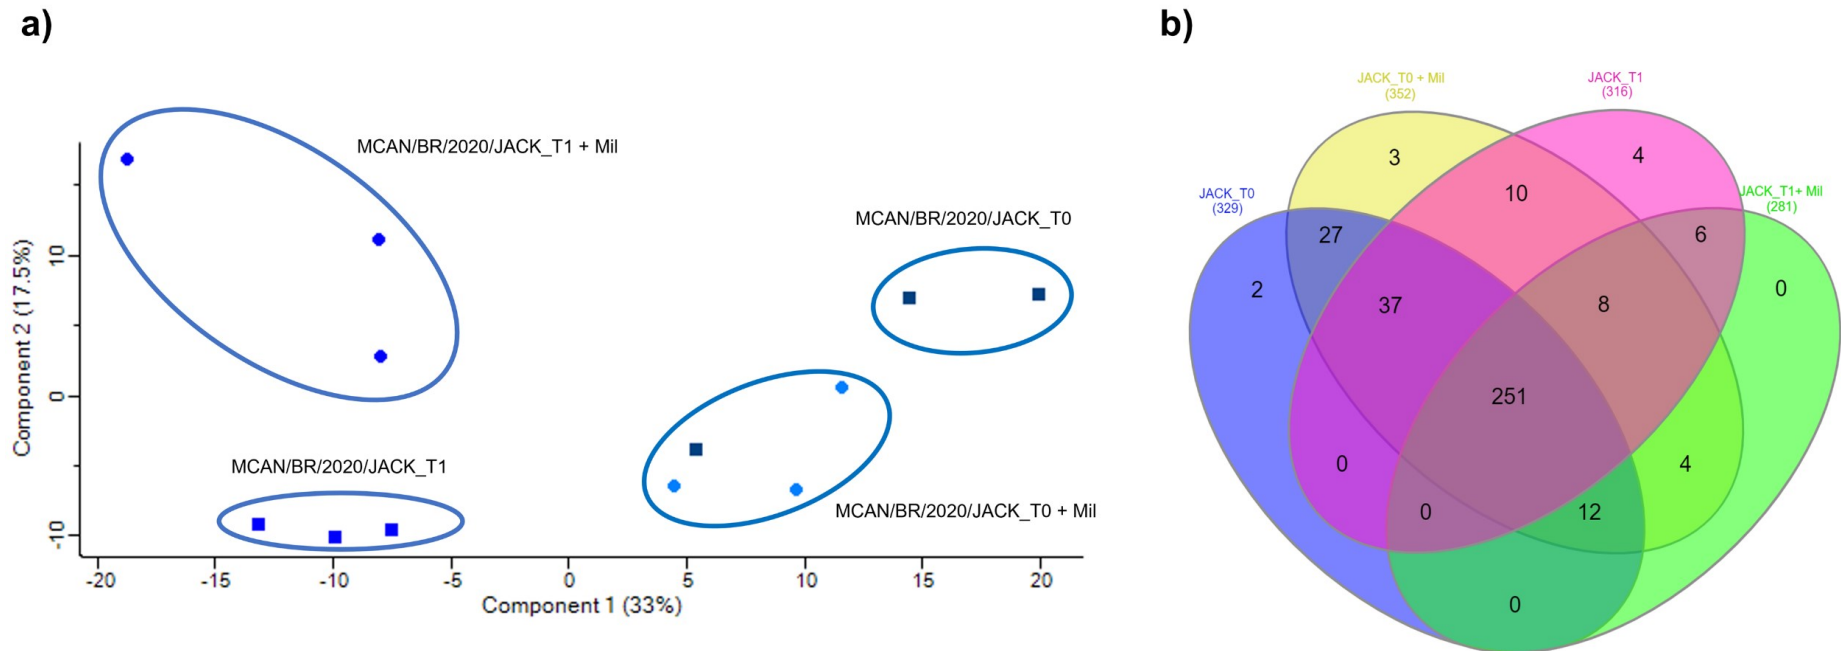 a)
MCAN/BR/2020/JACK_T1 + Mil
MCAN/BR/2020/JACK_T0
MCAN/BR/2020/JACK_T1
MCAN/BR/2020/JACK_T0 + Mil
Component 2 (17.5%)
10
0
-10
-20
-15
-10
-5
0
5
10
15
20
Component 1 (33%)
b)
JACK_T0 + Mil
(352)
JACK_T1
(316)
JACK_T0
(329)
JACK_T1+ Mil
(281)
3
4
10
27
6
2
0
37
8
251
0
4
0
12
0